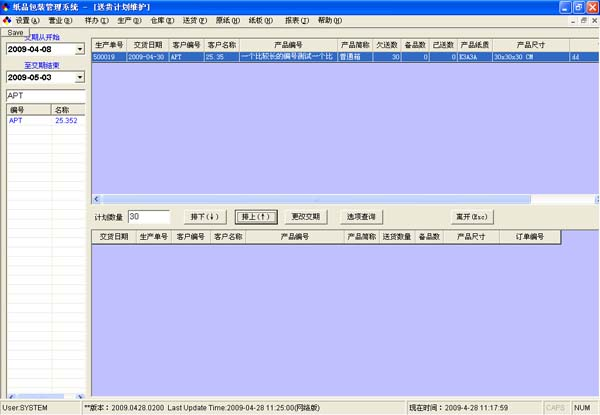 纸品包装管理系统 - [送货计划维护]
设置(A) 营业(B) 样办(I) 生产(D) 仓库(E) 送货(F) 原纸(H) 纸板(N) 报表(J) 帮助(H)
Save
交期从开始
2009-04-08
至交期结束
2009-05-03
APT
编号 名称
APT 25.352
生产单号 交货日期 客户编号 客户名称 产品编号 产品简称 欠送数 备品数 已送数 产品纸质 产品尺寸
500019 2009-04-30 APT 25.35 一个比较长的编号测试一个比 普通箱 30 0 0 K3A3A 30x30x30 CM dd
计划数量 30 排下(↓) 排上(↑) 更改交期 选项查询 离开(Esc)
交货日期 生产单号 客户编号 客户名称 产品编号 产品简称 送货数量 备品数 产品尺寸 订单编号
User:SYSTEM **版本：2009.0428.0200 Last Update Time:2009-04-28 11:25:00(网络版) 现在时间：2009-4-28 11:17:59 CAPS NUM